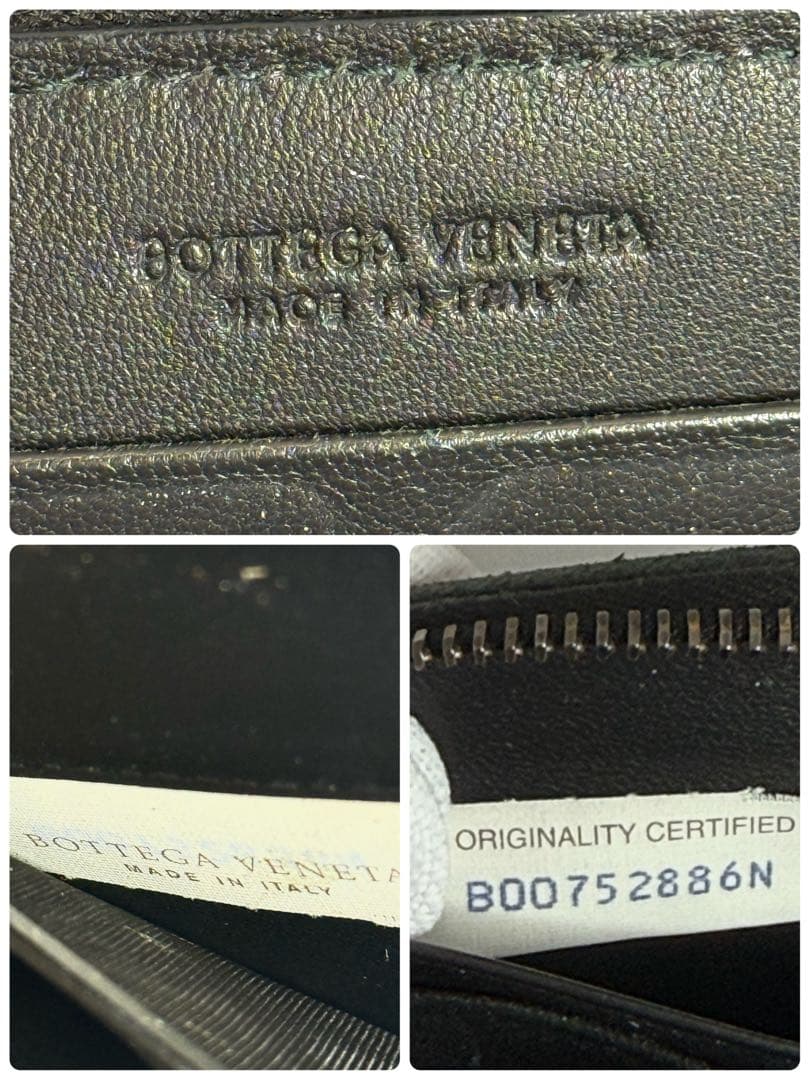 BOTTEGA VENETA
MADE IN ITALY
BOTTEGA VENETA
MADE IN ITALY
ORIGINALITY CERTIFIED
B00752886N